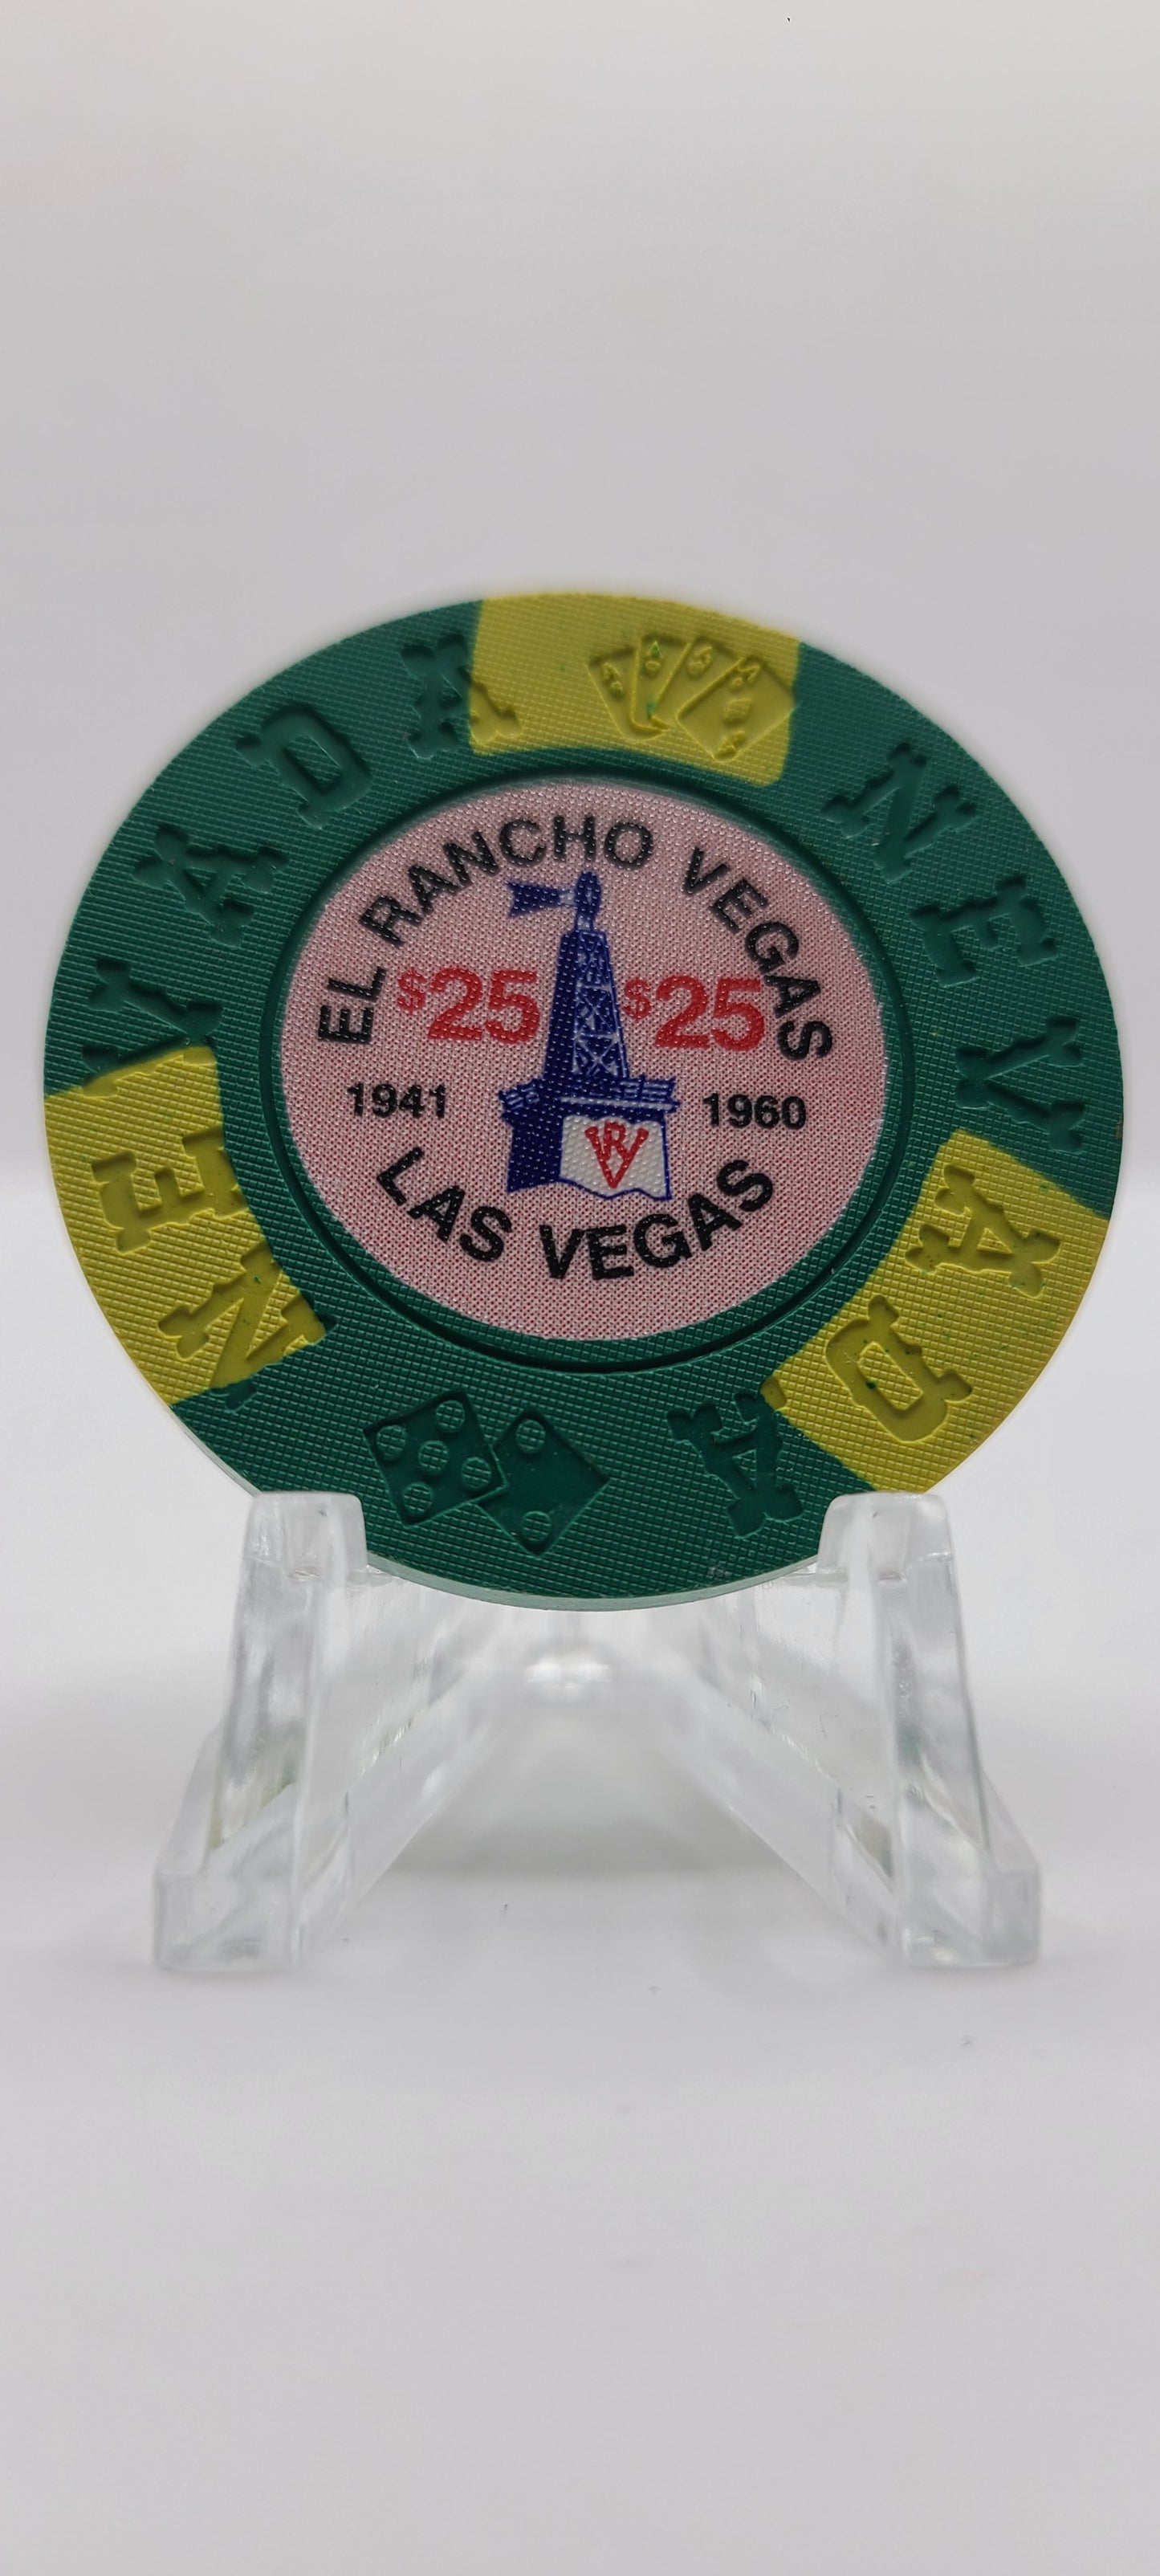 EL RANCHO VEGAS
$25 $25
1941 1960
LAS VEGAS
NEVADA
NEVADA